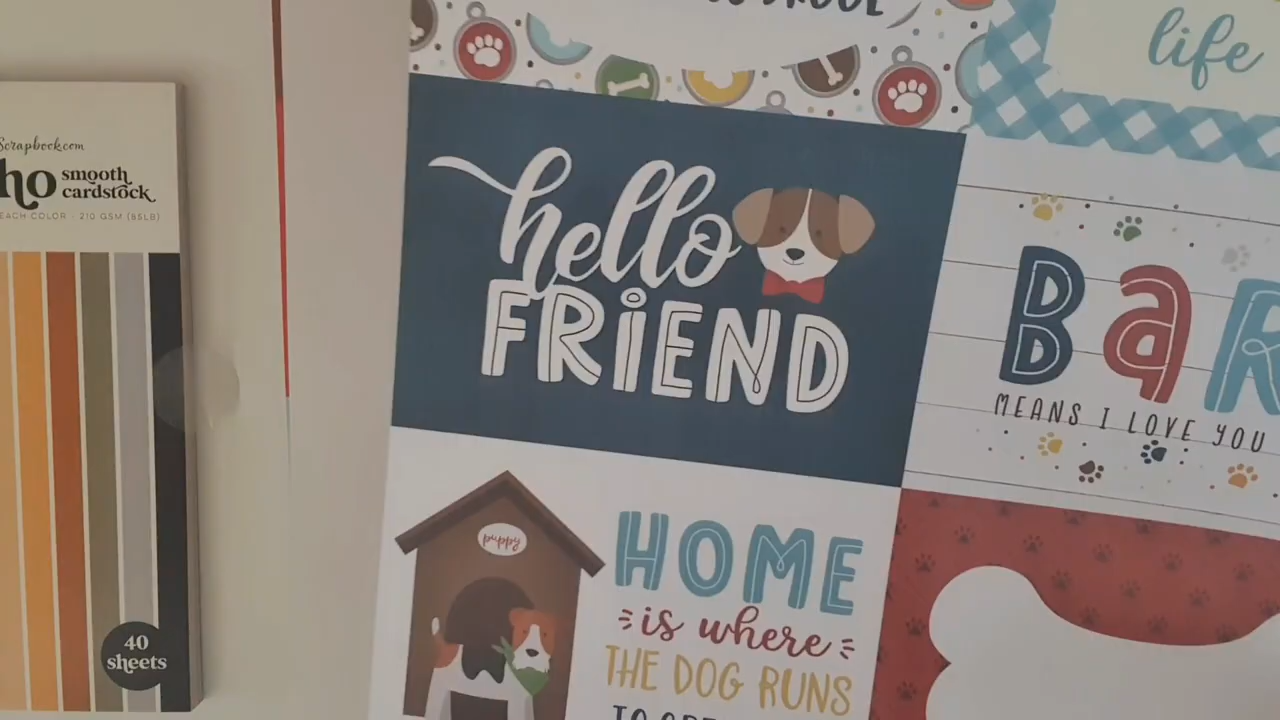 Scrapbook.com
smooth
cardstock
EACH COLOR - 210 GSM (85LB)
40
sheets
life
hello
FRIEND
MEANS I LOVE YOU
puppy
HOME
is where
THE DOG RUNS